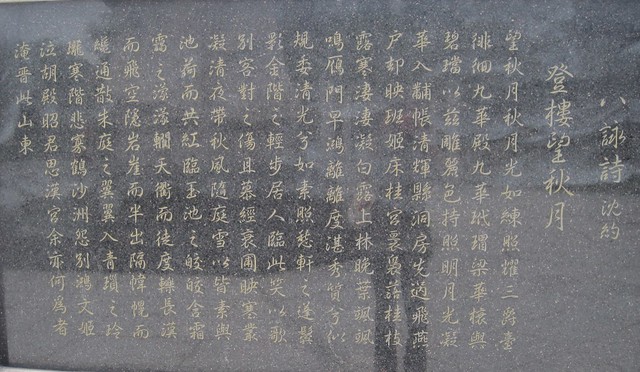 八詠詩 沈約
登樓望秋月
望秋月秋月光如練照耀三爵臺
徘徊九華殿九華玳瑁梁華榱與
碧璫以茲雕麗色持照明月光凝
華入黼帳清輝縣洞房先過飛燕
戶却映班姬床桂宮裊裊落桂枝
露寒淒淒凝白露上林晚葉颯颯
鳴雁門早鴻離離度湛秀質兮似
規委清光兮如素照愁軒之蓬鬢
影金階之輕步居人臨此笑以歌
別客對之傷且慕經衰圃映寒叢
凝清夜帶秋風隨庭雪以皆素與
池荷而共紅臨玉池之皎皎含霜
靄之濛濛轥天衢而徒度轢長漢
而飛空隱岩崖而半出隔帷幌而
纔通散朱庭之翼翼入青瑣之玲
瓏寒階悲寒鶴沙洲怨別鴻文姬
泣胡殿昭君思漢宮余亦何為者
淹畱此山東